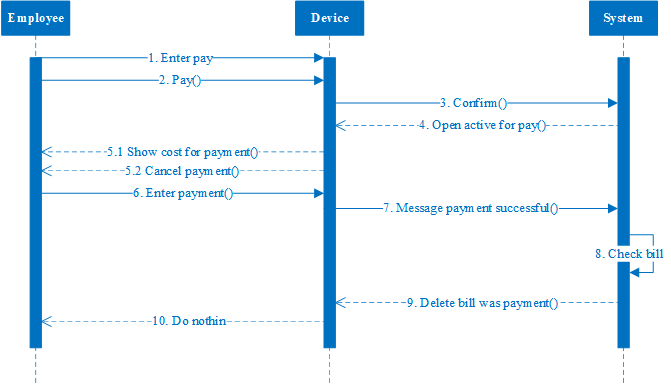 Employee
Device
System
1. Enter pay
2. Pay()
3. Confirm()
4. Open active for pay()
5.1 Show cost for payment()
5.2 Cancel payment()
6. Enter payment()
7. Message payment successful()
8. Check bill
9. Delete bill was payment()
10. Do nothin